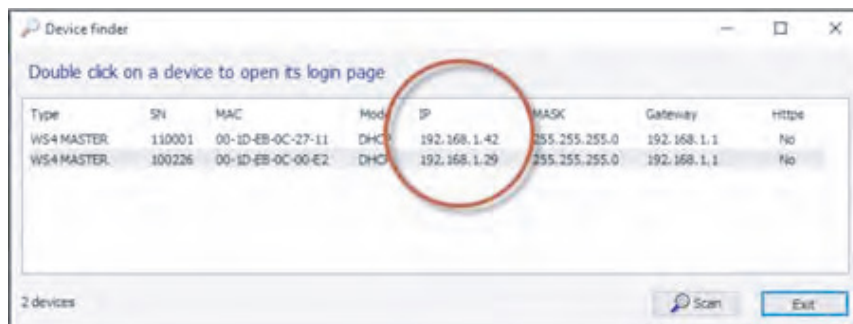 Device finder
Double click on a device to open its login page
Type SN MAC Mode IP MASK Gateway Https
WS4 MASTER 110001 00-1D-EB-0C-27-11 DHCP 192.168.1.42 255.255.255.0 192.168.1.1 No
WS4 MASTER 100226 00-1D-EB-0C-00-E2 DHCP 192.168.1.29 255.255.255.0 192.168.1.1 No
2 devices Scan Exit